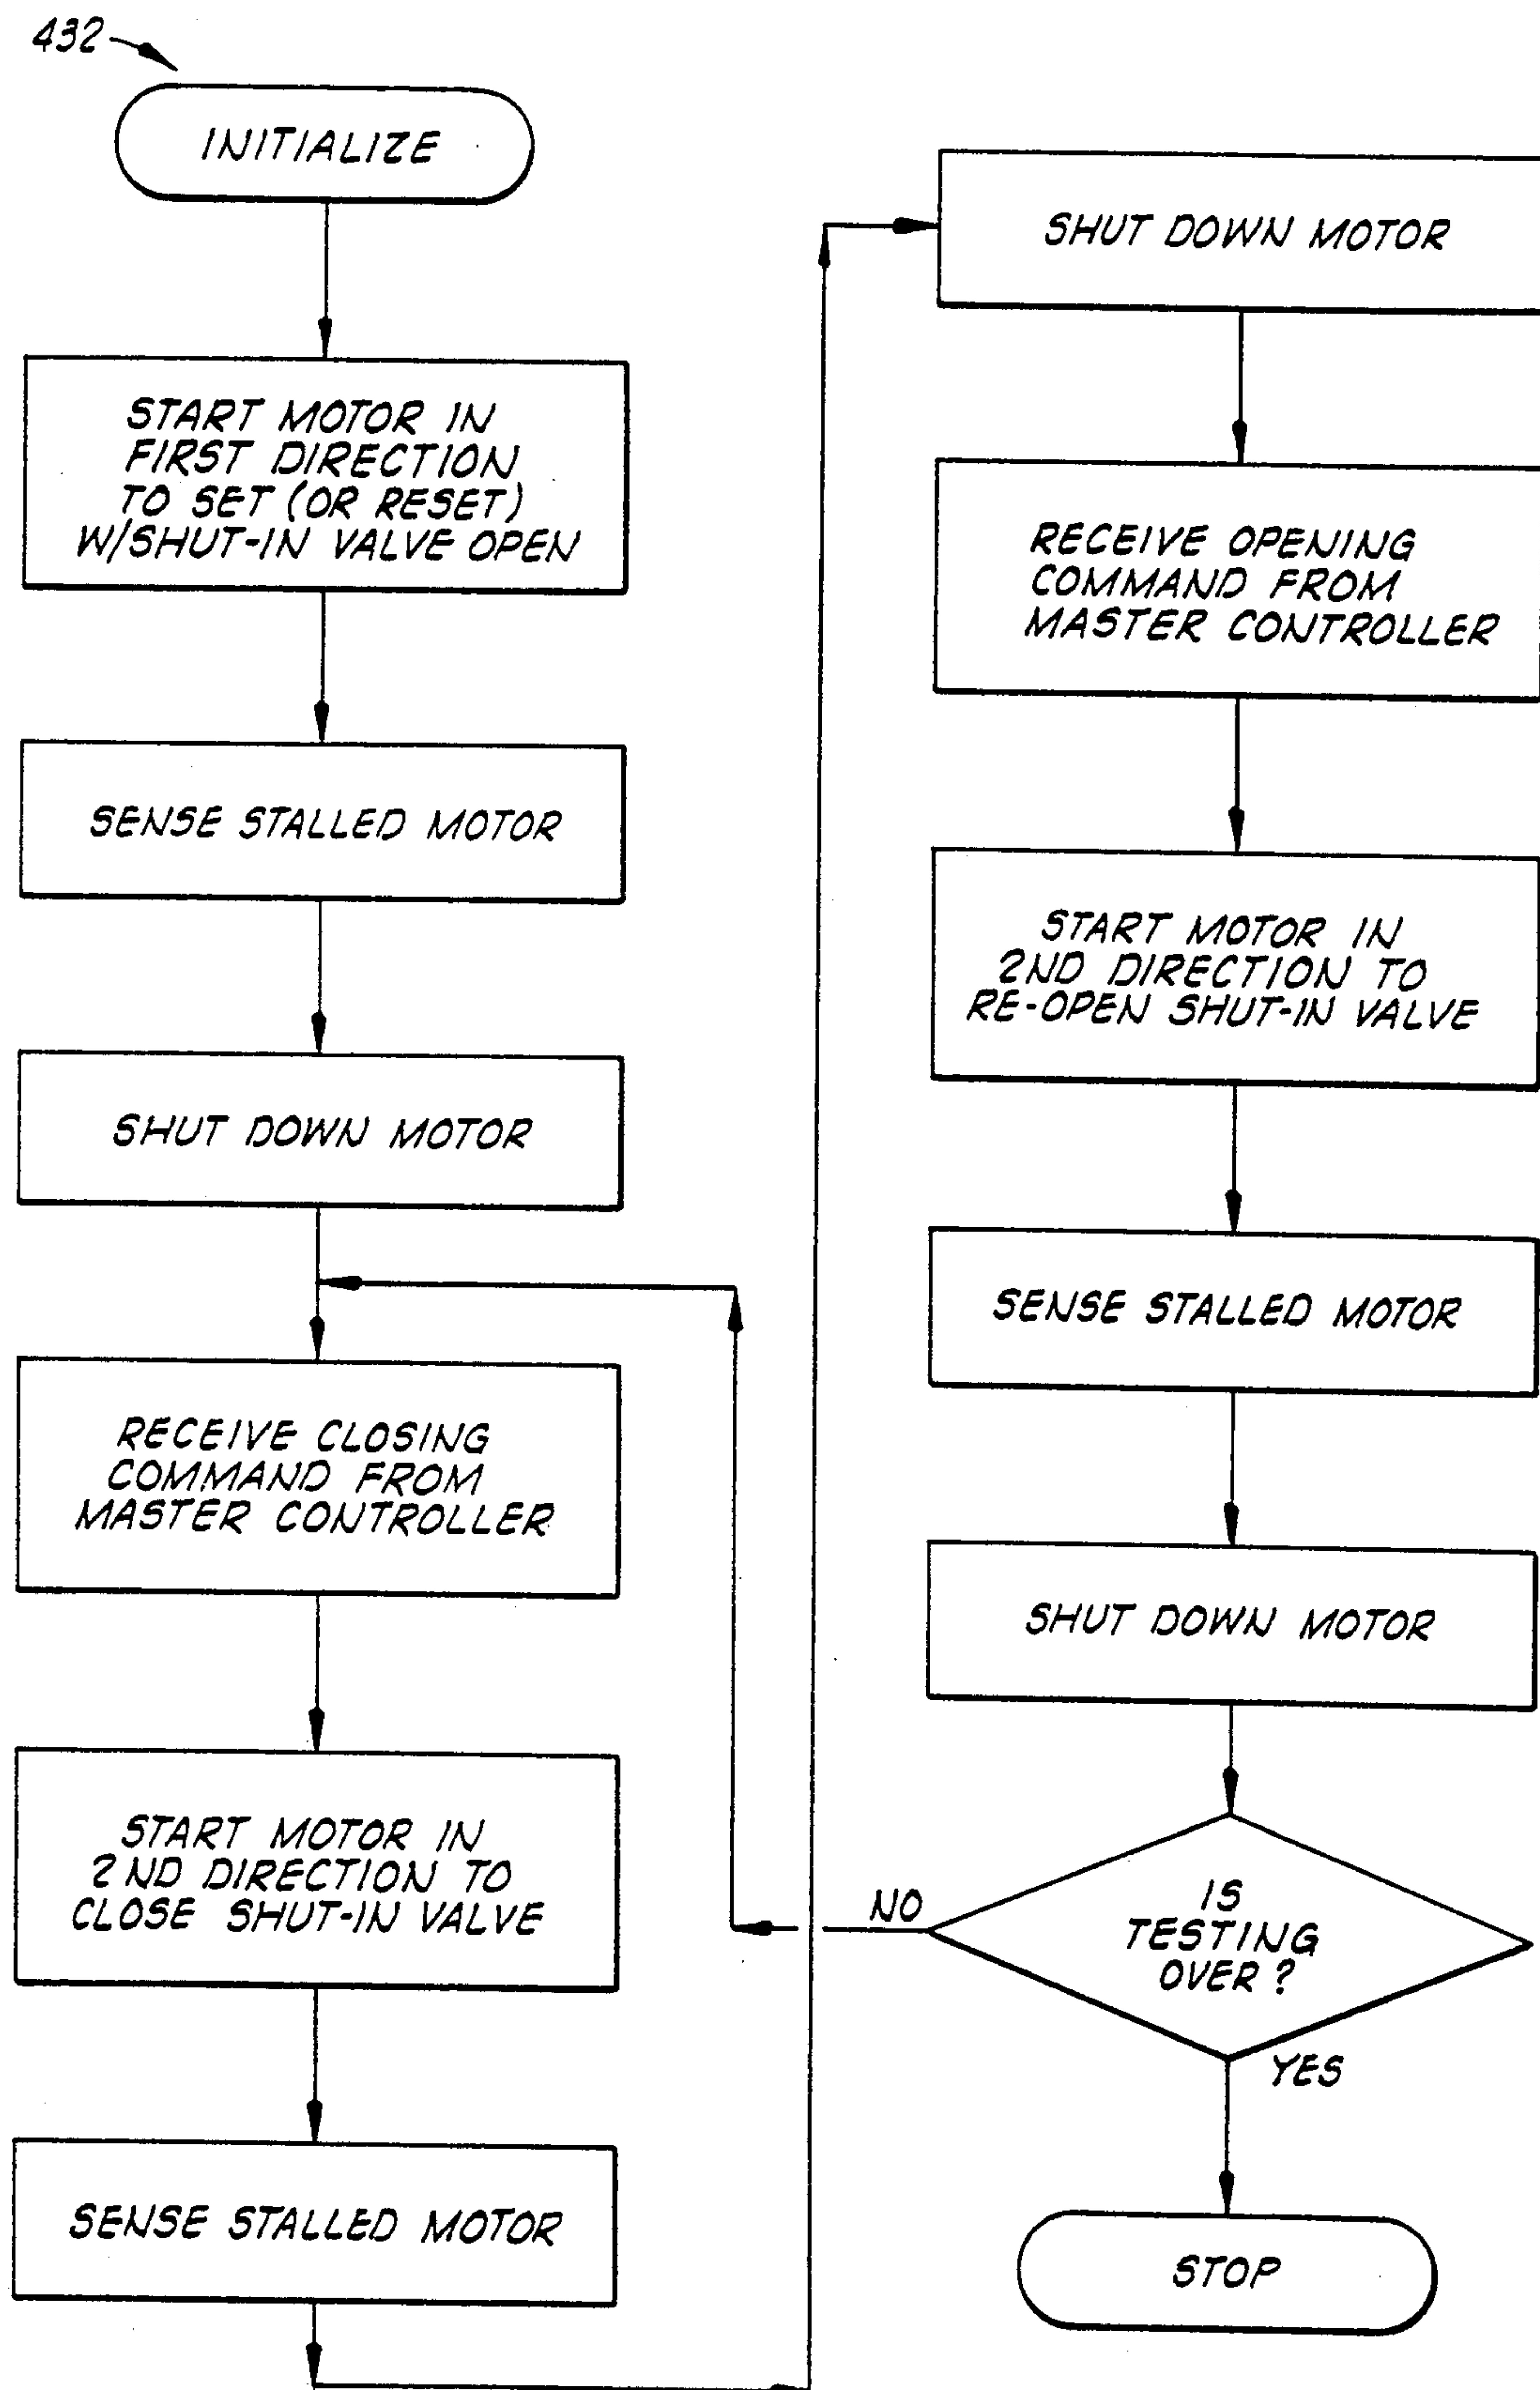 432
INITIALIZE
START MOTOR IN
FIRST DIRECTION
TO SET (OR RESET)
W/SHUT-IN VALVE OPEN
SENSE STALLED MOTOR
SHUT DOWN MOTOR
RECEIVE CLOSING
COMMAND FROM
MASTER CONTROLLER
START MOTOR IN
2ND DIRECTION TO
CLOSE SHUT-IN VALVE
SENSE STALLED MOTOR
SHUT DOWN MOTOR
RECEIVE OPENING
COMMAND FROM
MASTER CONTROLLER
START MOTOR IN
2ND DIRECTION TO
RE-OPEN SHUT-IN VALVE
SENSE STALLED MOTOR
SHUT DOWN MOTOR
IS
TESTING
OVER?
NO
YES
STOP